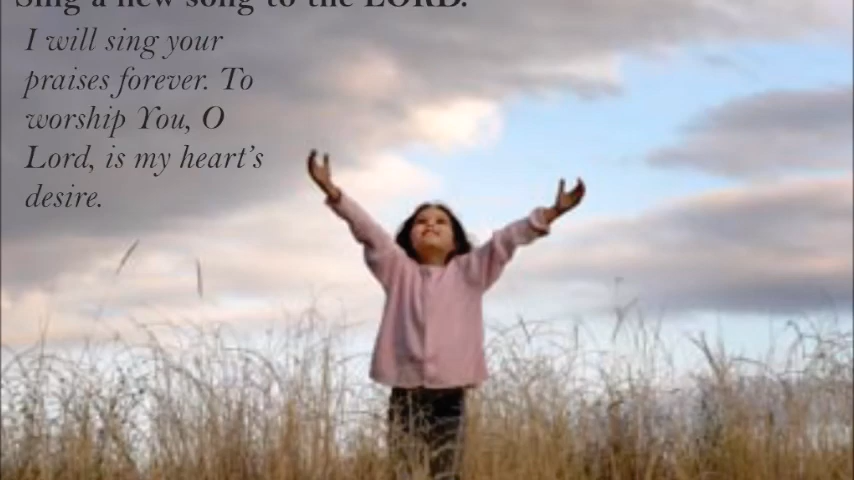 Sing a new song to the LORD.
I will sing your
praises forever. To
worship You, O
Lord, is my heart's
desire.